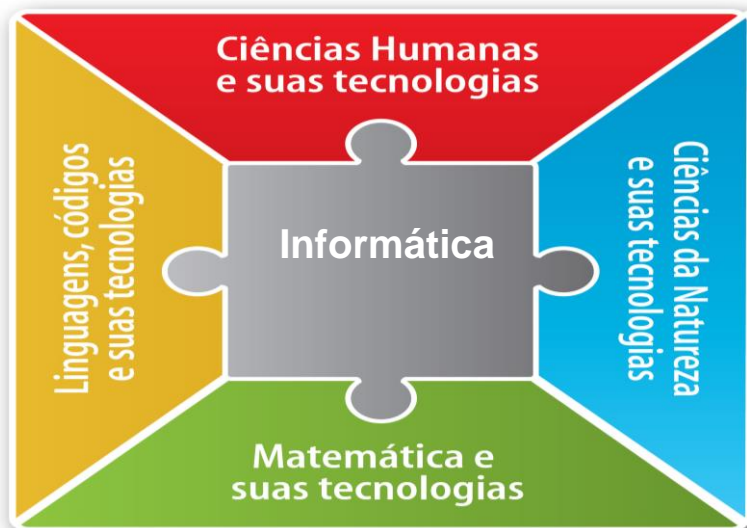 Ciências Humanas
e suas tecnologias
Linguagens, códigos
e suas tecnologias
Informática
Ciências da Natureza
e suas tecnologias
Matemática e
suas tecnologias